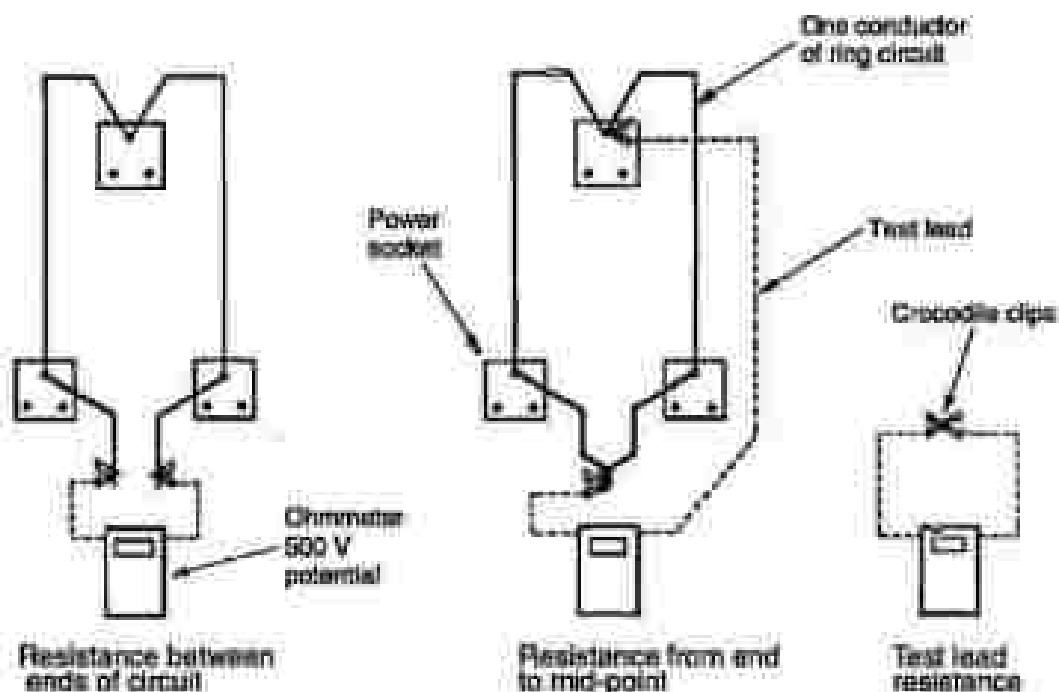 One conductor
of ring circuit
Power
socket
Test lead
Crocodile clips
Ohmmeter
500 V
potential
Resistance between
ends of circuit
Resistance from end
to mid-point
Test lead
resistance